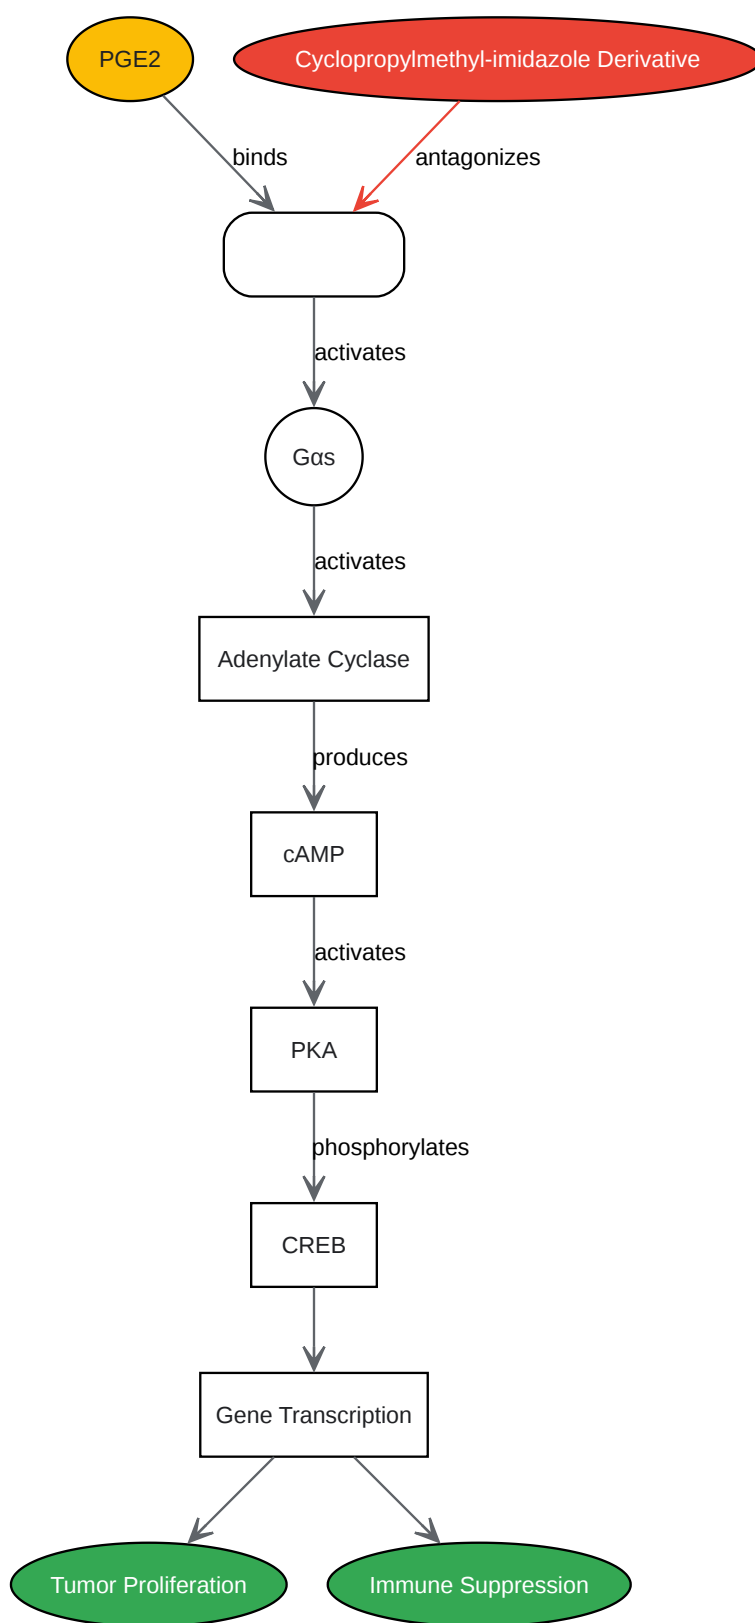 PGE2
Cyclopropylmethyl-imidazole Derivative
binds
antagonizes
activates
Gαs
activates
Adenylate Cyclase
produces
cAMP
activates
PKA
phosphorylates
CREB
Gene Transcription
Tumor Proliferation
Immune Suppression